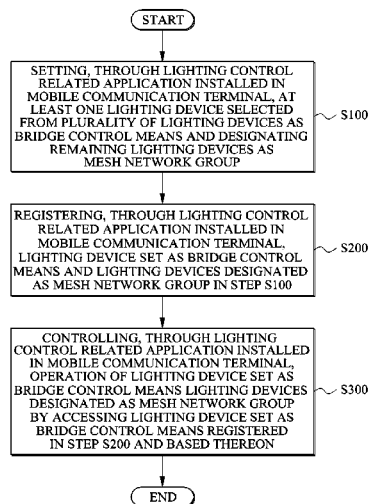 START
SETTING, THROUGH LIGHTING CONTROL
RELATED APPLICATION INSTALLED IN
MOBILE COMMUNICATION TERMINAL, AT
LEAST ONE LIGHTING DEVICE SELECTED
FROM PLURALITY OF LIGHTING DEVICES AS
BRIDGE CONTROL MEANS AND DESIGNATING
REMAINING LIGHTING DEVICES AS
MESH NETWORK GROUP
S100
REGISTERING, THROUGH LIGHTING CONTROL
RELATED APPLICATION INSTALLED IN
MOBILE COMMUNICATION TERMINAL,
LIGHTING DEVICE SET AS BRIDGE CONTROL
MEANS AND LIGHTING DEVICES DESIGNATED
AS MESH NETWORK GROUP IN STEP S100
S200
CONTROLLING, THROUGH LIGHTING
CONTROL RELATED APPLICATION INSTALLED
IN MOBILE COMMUNICATION TERMINAL,
OPERATION OF LIGHTING DEVICE SET AS
BRIDGE CONTROL MEANS LIGHTING DEVICES
DESIGNATED AS MESH NETWORK GROUP
BY ACCESSING LIGHTING DEVICE SET AS
BRIDGE CONTROL MEANS REGISTERED
IN STEP S200 AND BASED THEREON
S300
END